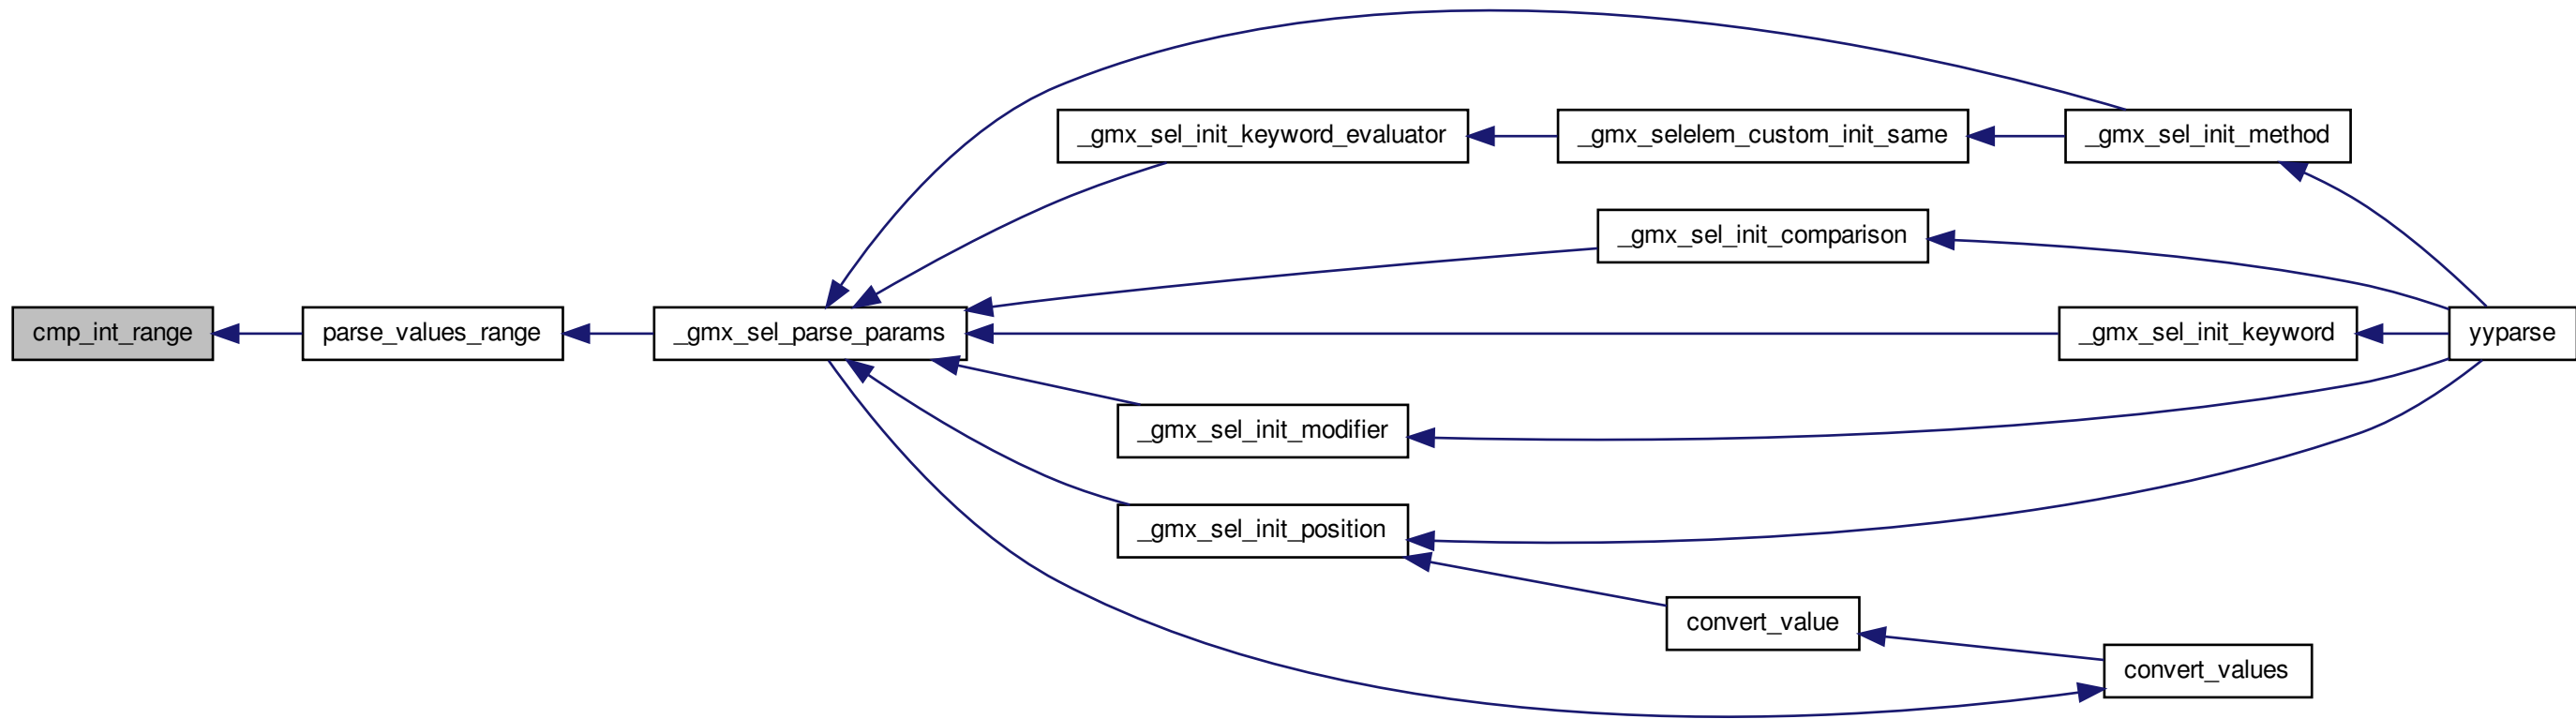 _gmx_sel_init_keyword_evaluator
_gmx_selelem_custom_init_same
_gmx_sel_init_method
_gmx_sel_init_comparison
cmp_int_range
parse_values_range
_gmx_sel_parse_params
_gmx_sel_init_keyword
yyparse
_gmx_sel_init_modifier
_gmx_sel_init_position
convert_value
convert_values